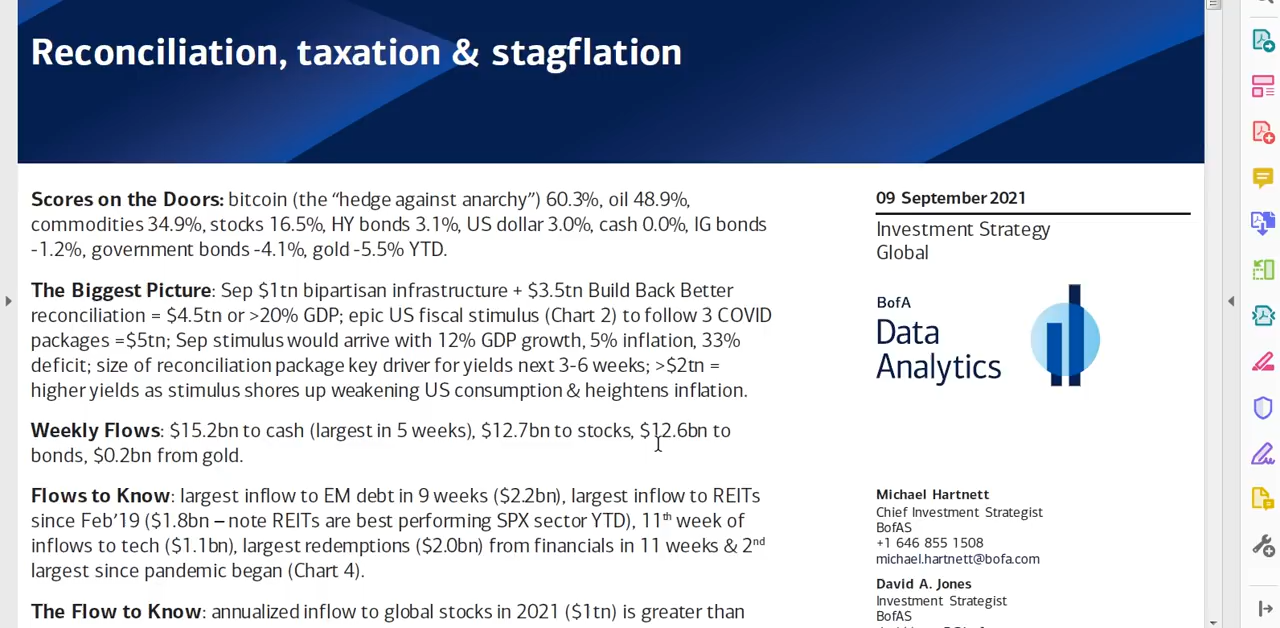 Reconciliation, taxation & stagflation
Scores on the Doors: bitcoin (the “hedge against anarchy”) 60.3%, oil 48.9%,
commodities 34.9%, stocks 16.5%, HY bonds 3.1%, US dollar 3.0%, cash 0.0%, IG bonds
-1.2%, government bonds -4.1%, gold -5.5% YTD.
The Biggest Picture: Sep $1tn bipartisan infrastructure + $3.5tn Build Back Better
reconciliation = $4.5tn or >20% GDP; epic US fiscal stimulus (Chart 2) to follow 3 COVID
packages =$5tn; Sep stimulus would arrive with 12% GDP growth, 5% inflation, 33%
deficit; size of reconciliation package key driver for yields next 3-6 weeks; >$2tn =
higher yields as stimulus shores up weakening US consumption & heightens inflation.
Weekly Flows: $15.2bn to cash (largest in 5 weeks), $12.7bn to stocks, $12.6bn to
bonds, $0.2bn from gold.
Flows to Know: largest inflow to EM debt in 9 weeks ($2.2bn), largest inflow to REITs
since Feb’19 ($1.8bn – note REITs are best performing SPX sector YTD), 11th week of
inflows to tech ($1.1bn), largest redemptions ($2.0bn) from financials in 11 weeks & 2nd
largest since pandemic began (Chart 4).
The Flow to Know: annualized inflow to global stocks in 2021 ($1tn) is greater than
09 September 2021
Investment Strategy
Global
BofA
Data
Analytics
Michael Hartnett
Chief Investment Strategist
BofAS
+1 646 855 1508
michael.hartnett@bofa.com
David A. Jones
Investment Strategist
BofAS